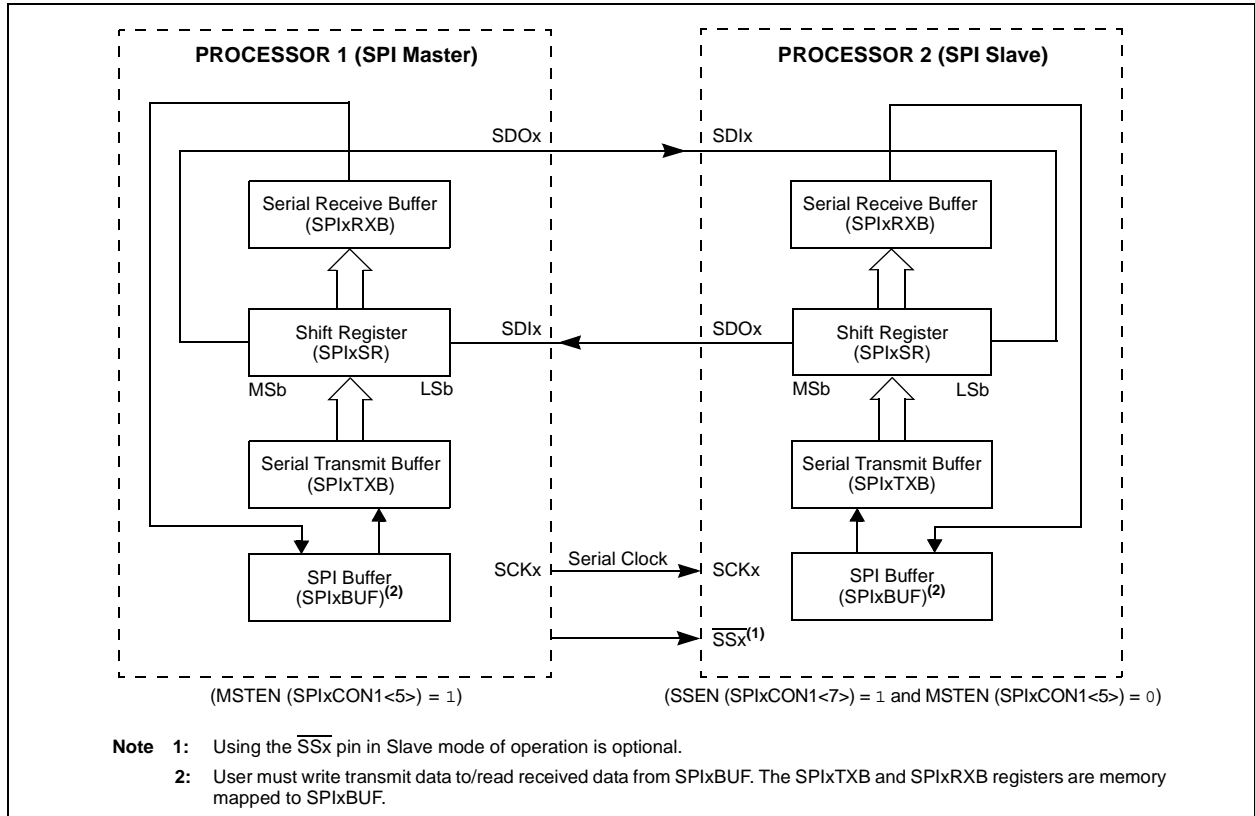 PROCESSOR 1 (SPI Master)
PROCESSOR 2 (SPI Slave)
SDOx
SDIx
Serial Receive Buffer
(SPIxRXB)
Serial Receive Buffer
(SPIxRXB)
Shift Register
(SPIxSR)
SDIx
SDOx
Shift Register
(SPIxSR)
MSb
LSb
MSb
LSb
Serial Transmit Buffer
(SPIxTXB)
Serial Transmit Buffer
(SPIxTXB)
SPI Buffer
(SPIxBUF)(2)
SCKx
Serial Clock
SCKx
SPI Buffer
(SPIxBUF)(2)
SSx(1)
(MSTEN (SPIxCON1<5>) = 1)
(SSEN (SPIxCON1<7>) = 1 and MSTEN (SPIxCON1<5>) = 0)
Note 1: Using the SSx pin in Slave mode of operation is optional.
2: User must write transmit data to/read received data from SPIxBUF. The SPIxTXB and SPIxRXB registers are memory
mapped to SPIxBUF.